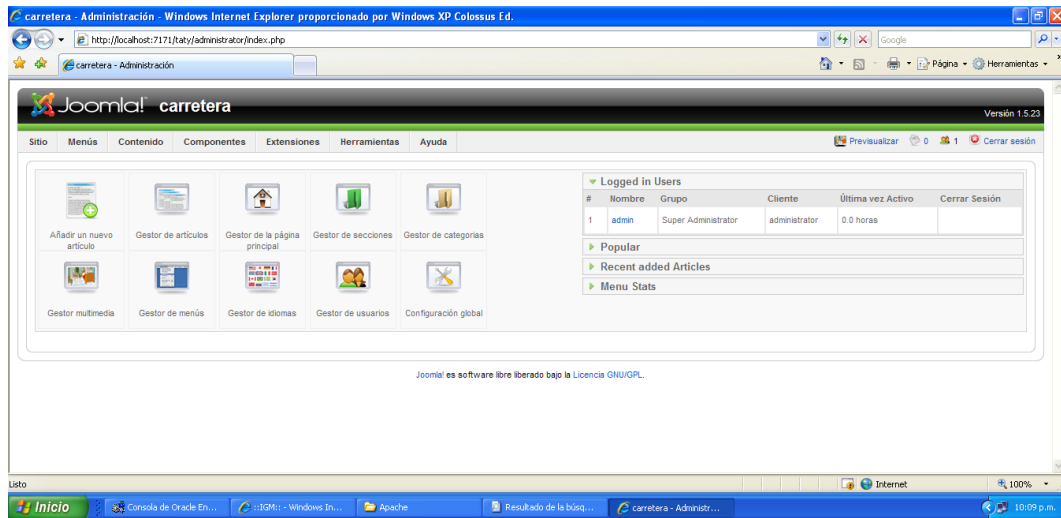 carretera - Administración - Windows Internet Explorer proporcionado por Windows XP Colossus Ed.
http://localhost:7171/taty/administrator/index.php
Google
carretera - Administración
Página
Herramientas
Joomla! carretera
Versión 1.5.23
Sitio Menús Contenido Componentes Extensiones Herramientas Ayuda
Previsualizar 0 1 Cerrar sesión
Añadir un nuevo artículo
Gestor de artículos
Gestor de la página principal
Gestor de secciones
Gestor de categorias
Gestor multimedia
Gestor de menús
Gestor de idiomas
Gestor de usuarios
Configuración global
Logged in Users
# Nombre Grupo Cliente Última vez Activo Cerrar Sesión
1 admin Super Administrator administrator 0.0 horas
Popular
Recent added Articles
Menu Stats
Joomla! es software libre liberado bajo la Licencia GNU/GPL.
Listo
Internet
100%
Inicio
Consola de Oracle En...
::IGM:: - Windows In...
Apache
Resultado de la búsq...
carretera - Administr...
10:09 p.m.